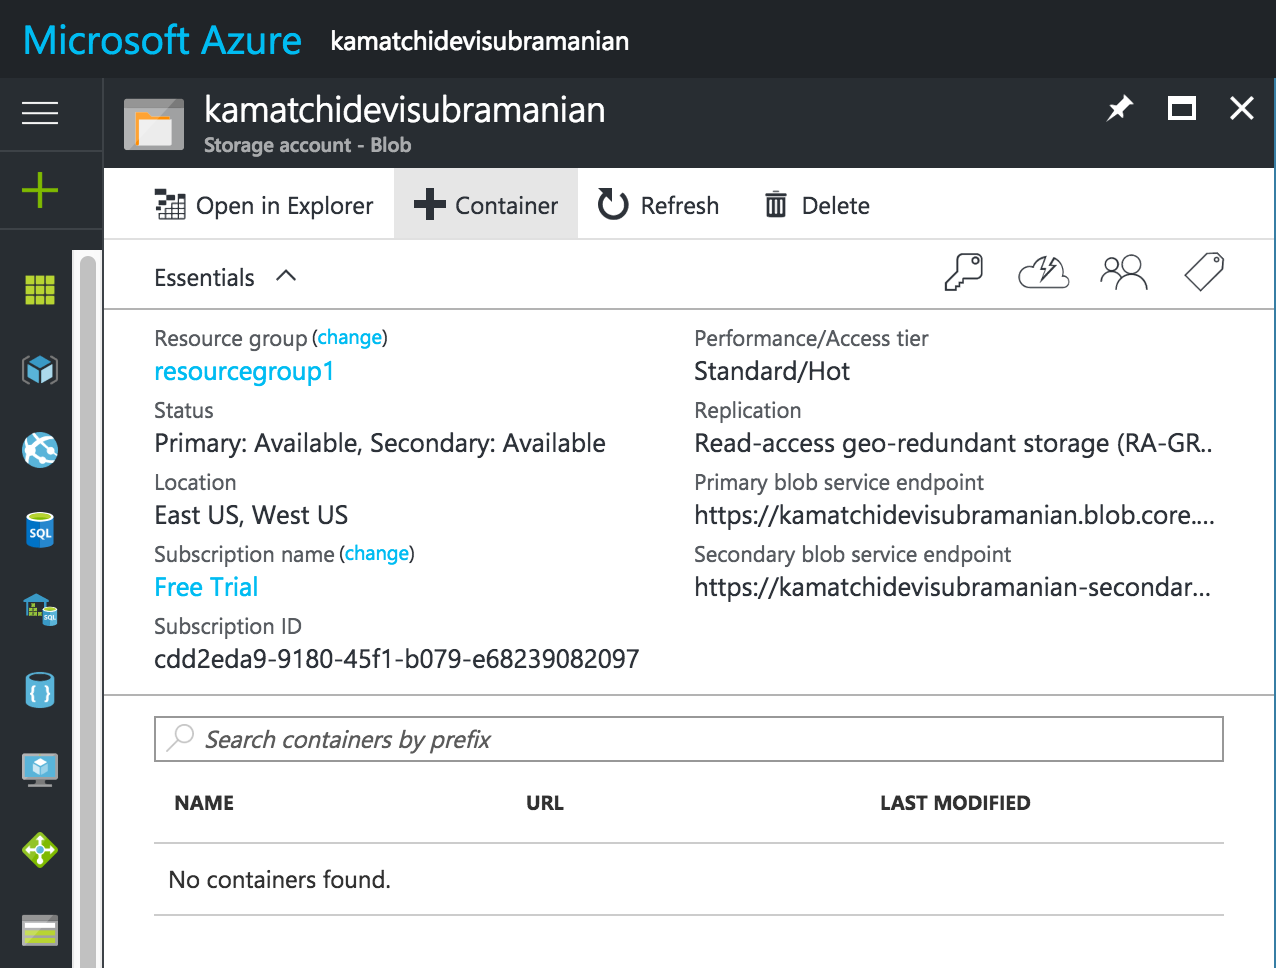 Microsoft Azure kamatchidevisubramanian
kamatchidevisubramanian
Storage account - Blob
Open in Explorer Container Refresh Delete
Essentials
Resource group (change)
resourcegroup1
Status
Primary: Available, Secondary: Available
Location
East US, West US
Subscription name (change)
Free Trial
Subscription ID
cdd2eda9-9180-45f1-b079-e68239082097
Performance/Access tier
Standard/Hot
Replication
Read-access geo-redundant storage (RA-GR..
Primary blob service endpoint
https://kamatchidevisubramanian.blob.core....
Secondary blob service endpoint
https://kamatchidevisubramanian-secondar...
SQL
SQL
Search containers by prefix
NAME URL LAST MODIFIED
No containers found.